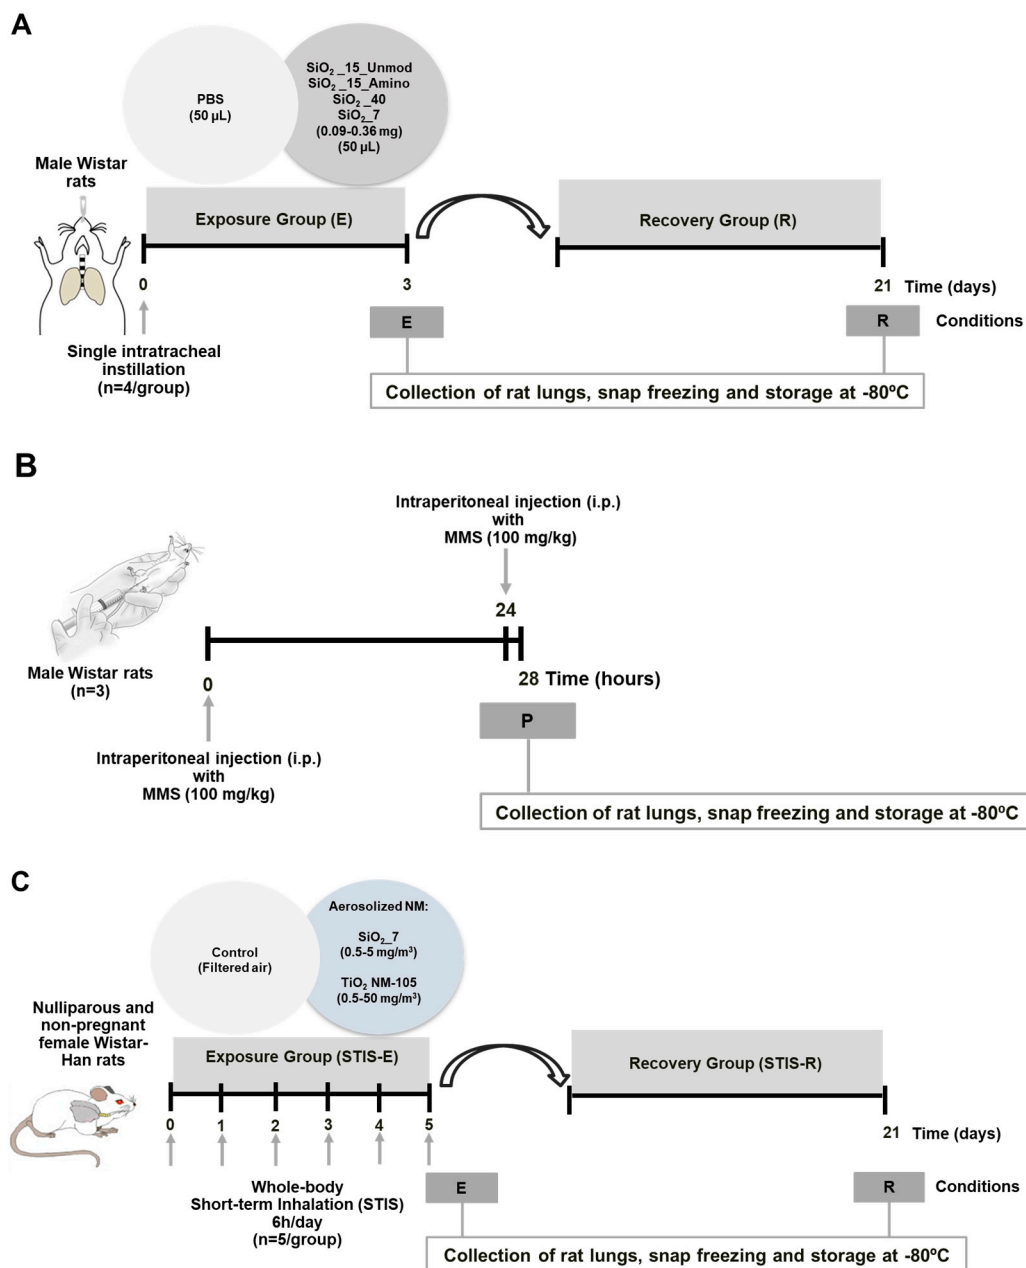 A
PBS
(50 µL)
SiO₂ _15_Unmod
SiO₂ _15_Amino
SiO₂ _40
SiO₂_7
(0.09-0.36 mg)
(50 µL)
Male Wistar
rats
Exposure Group (E)
Recovery Group (R)
0
3
21 Time (days)
E
R
Conditions
Single intratracheal
instillation
(n=4/group)
Collection of rat lungs, snap freezing and storage at -80ºC
B
Intraperitoneal injection (i.p.)
with
MMS (100 mg/kg)
24
Male Wistar rats
(n=3)
0
28 Time (hours)
P
Intraperitoneal injection (i.p.)
with
MMS (100 mg/kg)
Collection of rat lungs, snap freezing and storage at -80ºC
C
Control
(Filtered air)
Aerosolized NM:
SiO₂_7
(0.5-5 mg/m³)
TiO₂ NM-105
(0.5-50 mg/m³)
Nulliparous and
non-pregnant
female Wistar-
Han rats
Exposure Group (STIS-E)
Recovery Group (STIS-R)
0
1
2
3
4
5
21 Time (days)
Whole-body
Short-term Inhalation (STIS)
6h/day
(n=5/group)
E
R
Conditions
Collection of rat lungs, snap freezing and storage at -80ºC